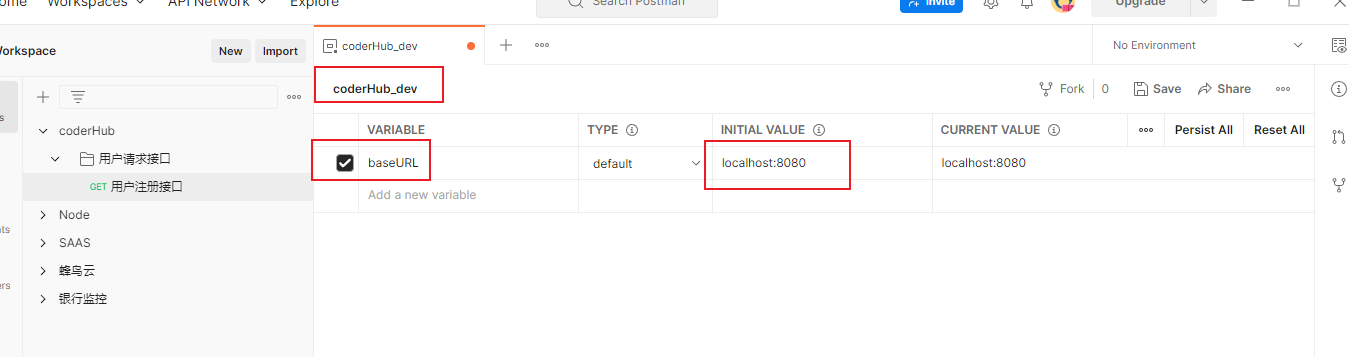 Workspaces
API Network
Explore
Search Postman
Invite
Upgrade
Workspace
New
Import
coderHub_dev
No Environment
coderHub_dev
Fork
0
Save
Share
VARIABLE
TYPE
INITIAL VALUE
CURRENT VALUE
Persist All
Reset All
baseURL
default
localhost:8080
localhost:8080
Add a new variable
coderHub
用户请求接口
GET 用户注册接口
Node
SAAS
蜂鸟云
银行监控